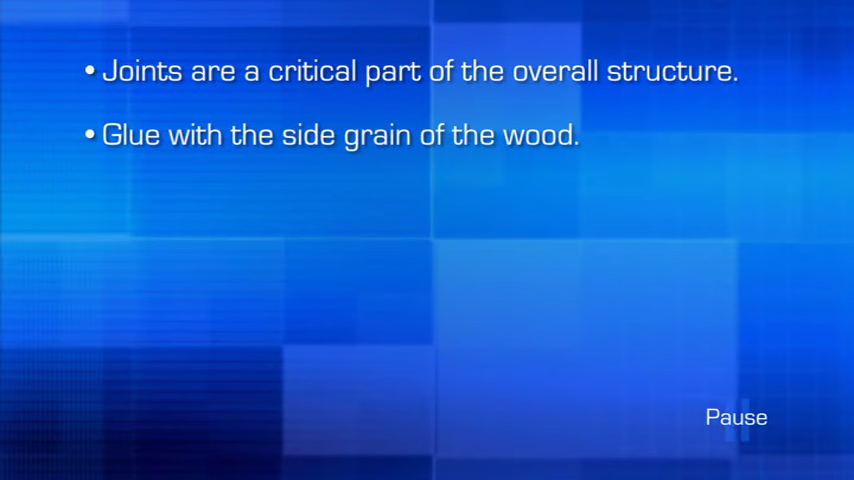 • Joints are a critical part of the overall structure.
• Glue with the side grain of the wood.
Pause